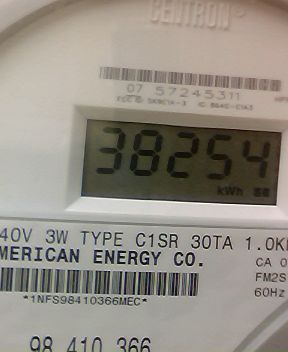 CENTRON®
07 57245311
38254
kWh
40V 3W TYPE C1SR 30TA 1.0K
MERICAN ENERGY CO.
CA 0
FM2S
60Hz
*1NFS98410366MEC*
98 410 366